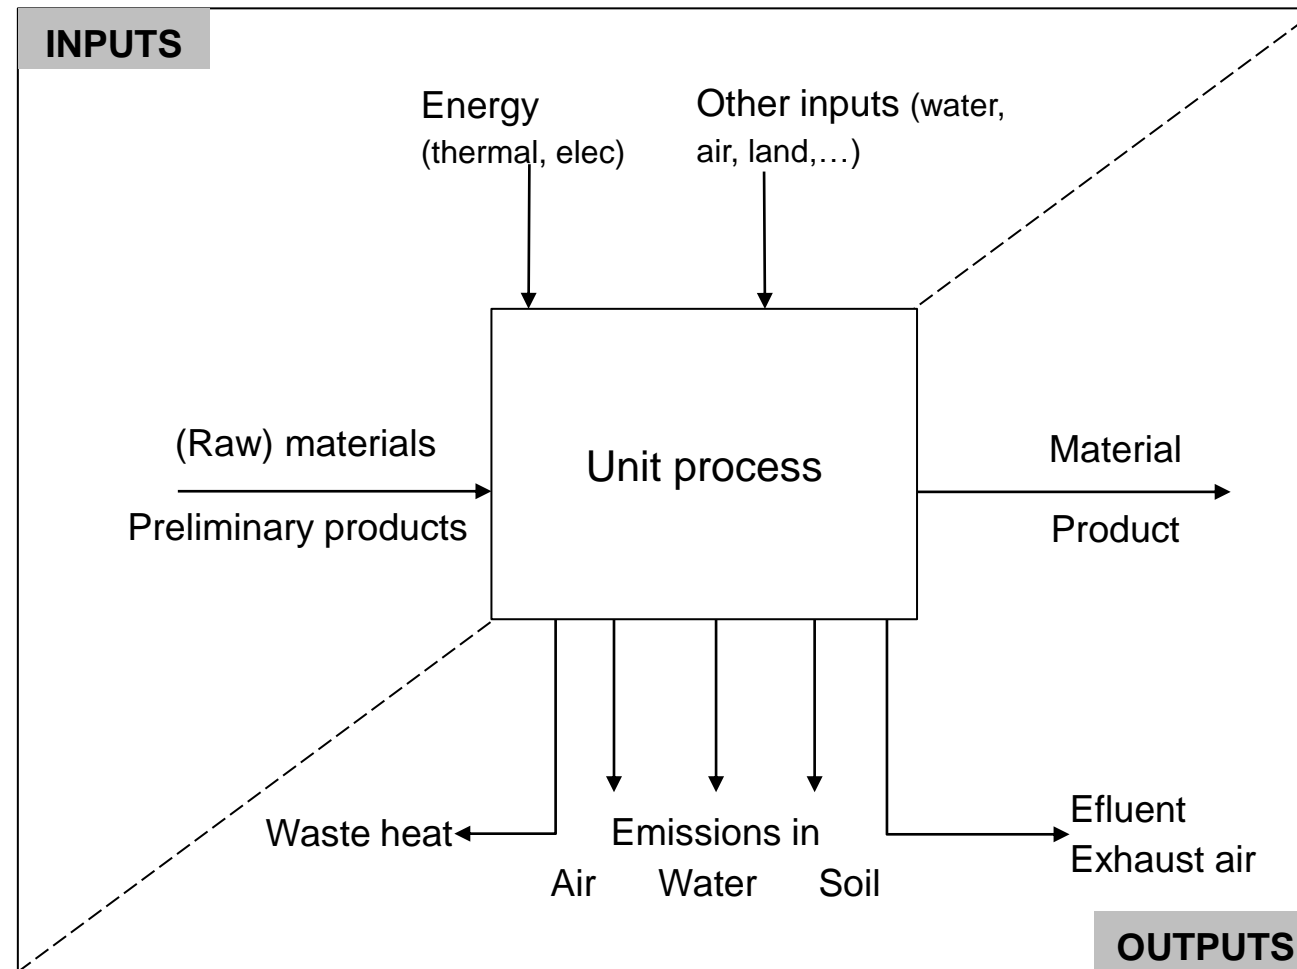 INPUTS
Energy
(thermal, elec)
Other inputs (water,
air, land,…)
(Raw) materials
Preliminary products
Unit process
Material
Product
Waste heat
Emissions in
Air Water Soil
Efluent
Exhaust air
OUTPUTS